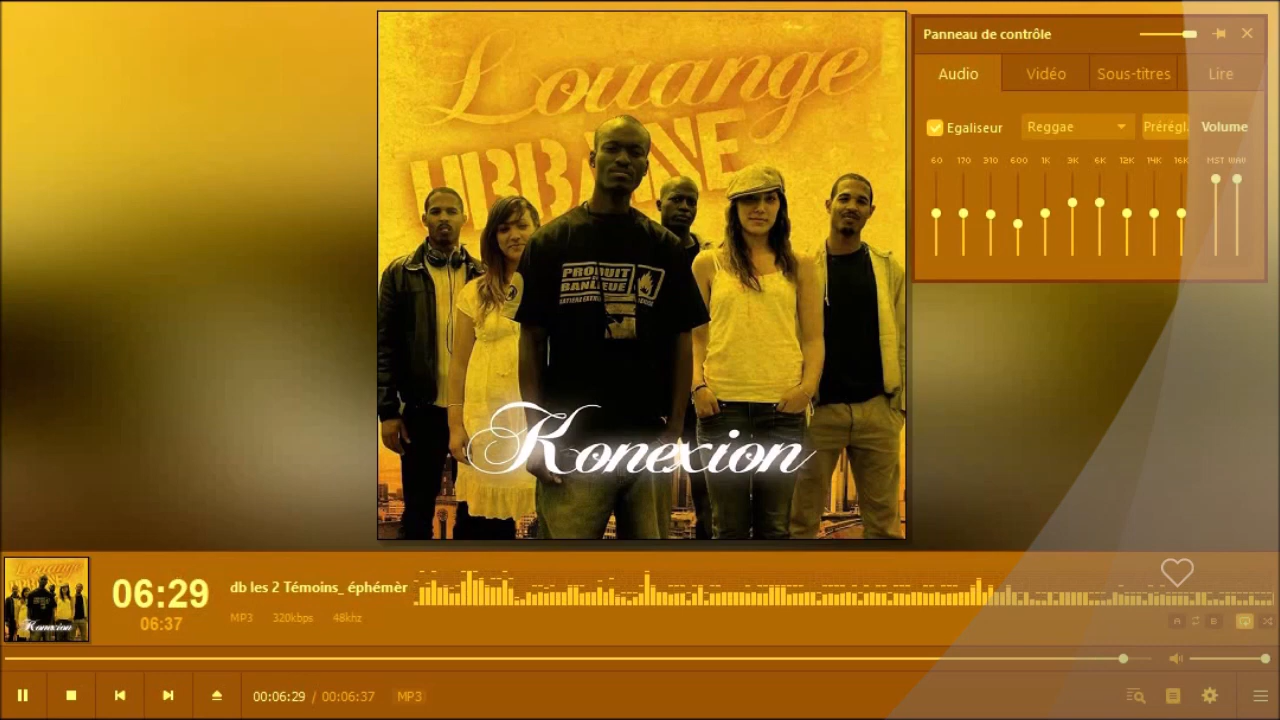 Louange
URBAINE
PRODUIT
BANLIEUE
Konexion
Panneau de contrôle
Audio Vidéo Sous-titres Lire
Egaliseur Reggae Prérégl. Volume
60 170 310 600 1K 3K 6K 12K 14K 16K MST WAV
06:29
06:37
db les 2 Témoins_ éphémèr
MP3 320kbps 48khz
A B
00:06:29 / 00:06:37 MP3